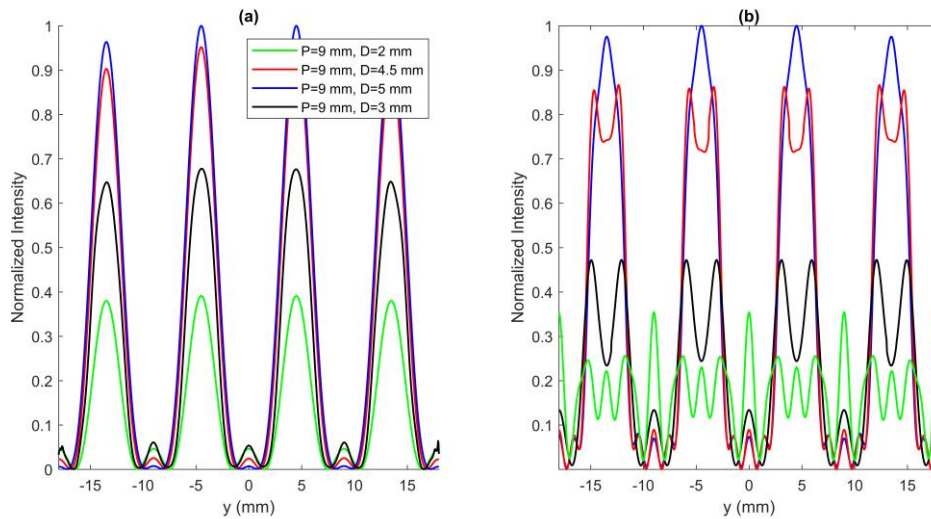 (a)
1
0.9
0.8
0.7
0.6
0.5
0.4
0.3
0.2
0.1
0
Normalized Intensity
-15 -10 -5 0 5 10 15
y (mm)
P=9 mm, D=2 mm
P=9 mm, D=4.5 mm
P=9 mm, D=5 mm
P=9 mm, D=3 mm
(b)
1
0.9
0.8
0.7
0.6
0.5
0.4
0.3
0.2
0.1
0
Normalized Intensity
-15 -10 -5 0 5 10 15
y (mm)